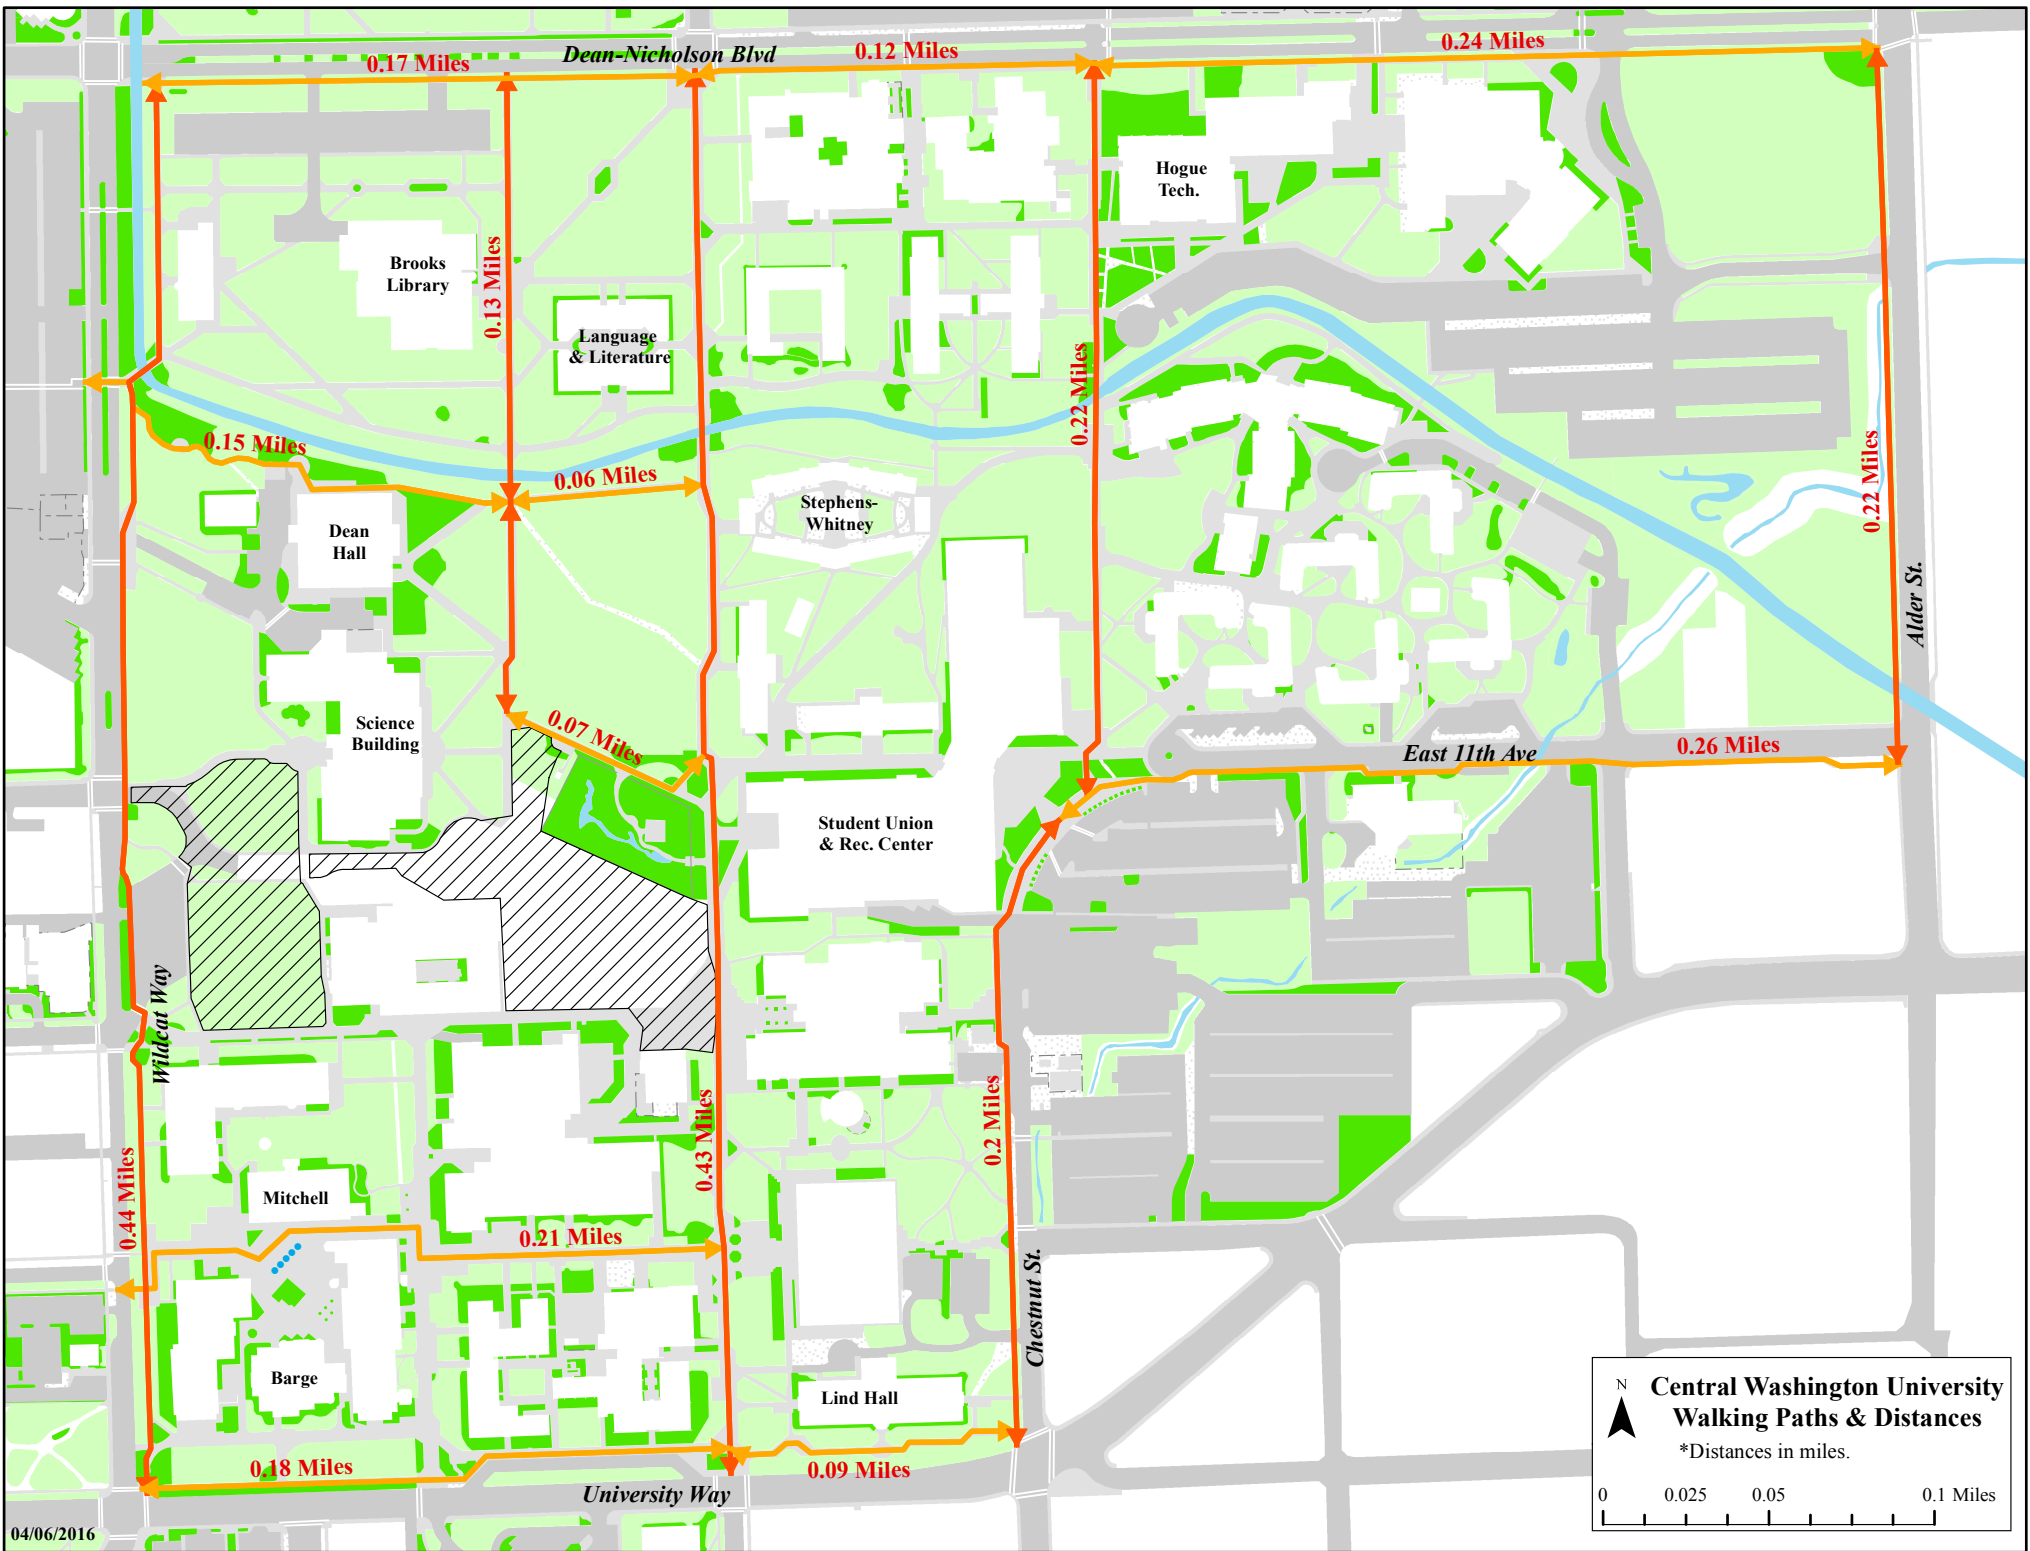 0.17 Miles
Dean-Nicholson Blvd
0.12 Miles
0.24 Miles
Hogue
Tech.
Brooks
Library
0.13 Miles
Language
& Literature
0.22 Miles
0.15 Miles
0.06 Miles
Stephens-
Whitney
0.22 Miles
Dean
Hall
Alder St.
Science
Building
0.07 Miles
East 11th Ave
0.26 Miles
Student Union
& Rec. Center
Wildcat Way
0.43 Miles
0.2 Miles
0.44 Miles
Mitchell
0.21 Miles
Chestnut St.
Barge
Lind Hall
0.18 Miles
0.09 Miles
University Way
04/06/2016
N
Central Washington University
Walking Paths & Distances
*Distances in miles.
0 0.025 0.05 0.1 Miles